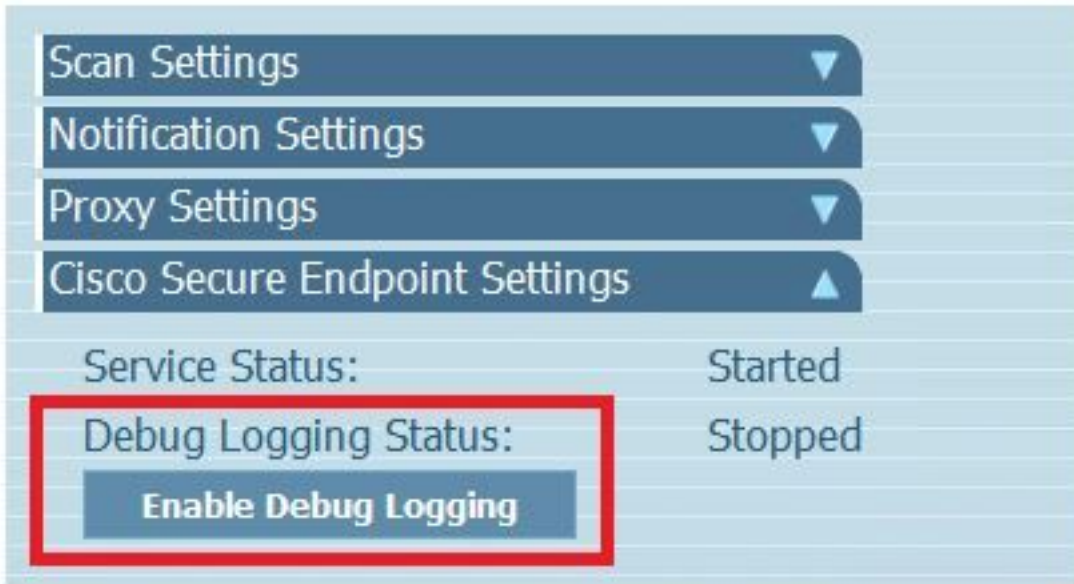 Scan Settings
Notification Settings
Proxy Settings
Cisco Secure Endpoint Settings
Service Status: Started
Debug Logging Status: Stopped
Enable Debug Logging